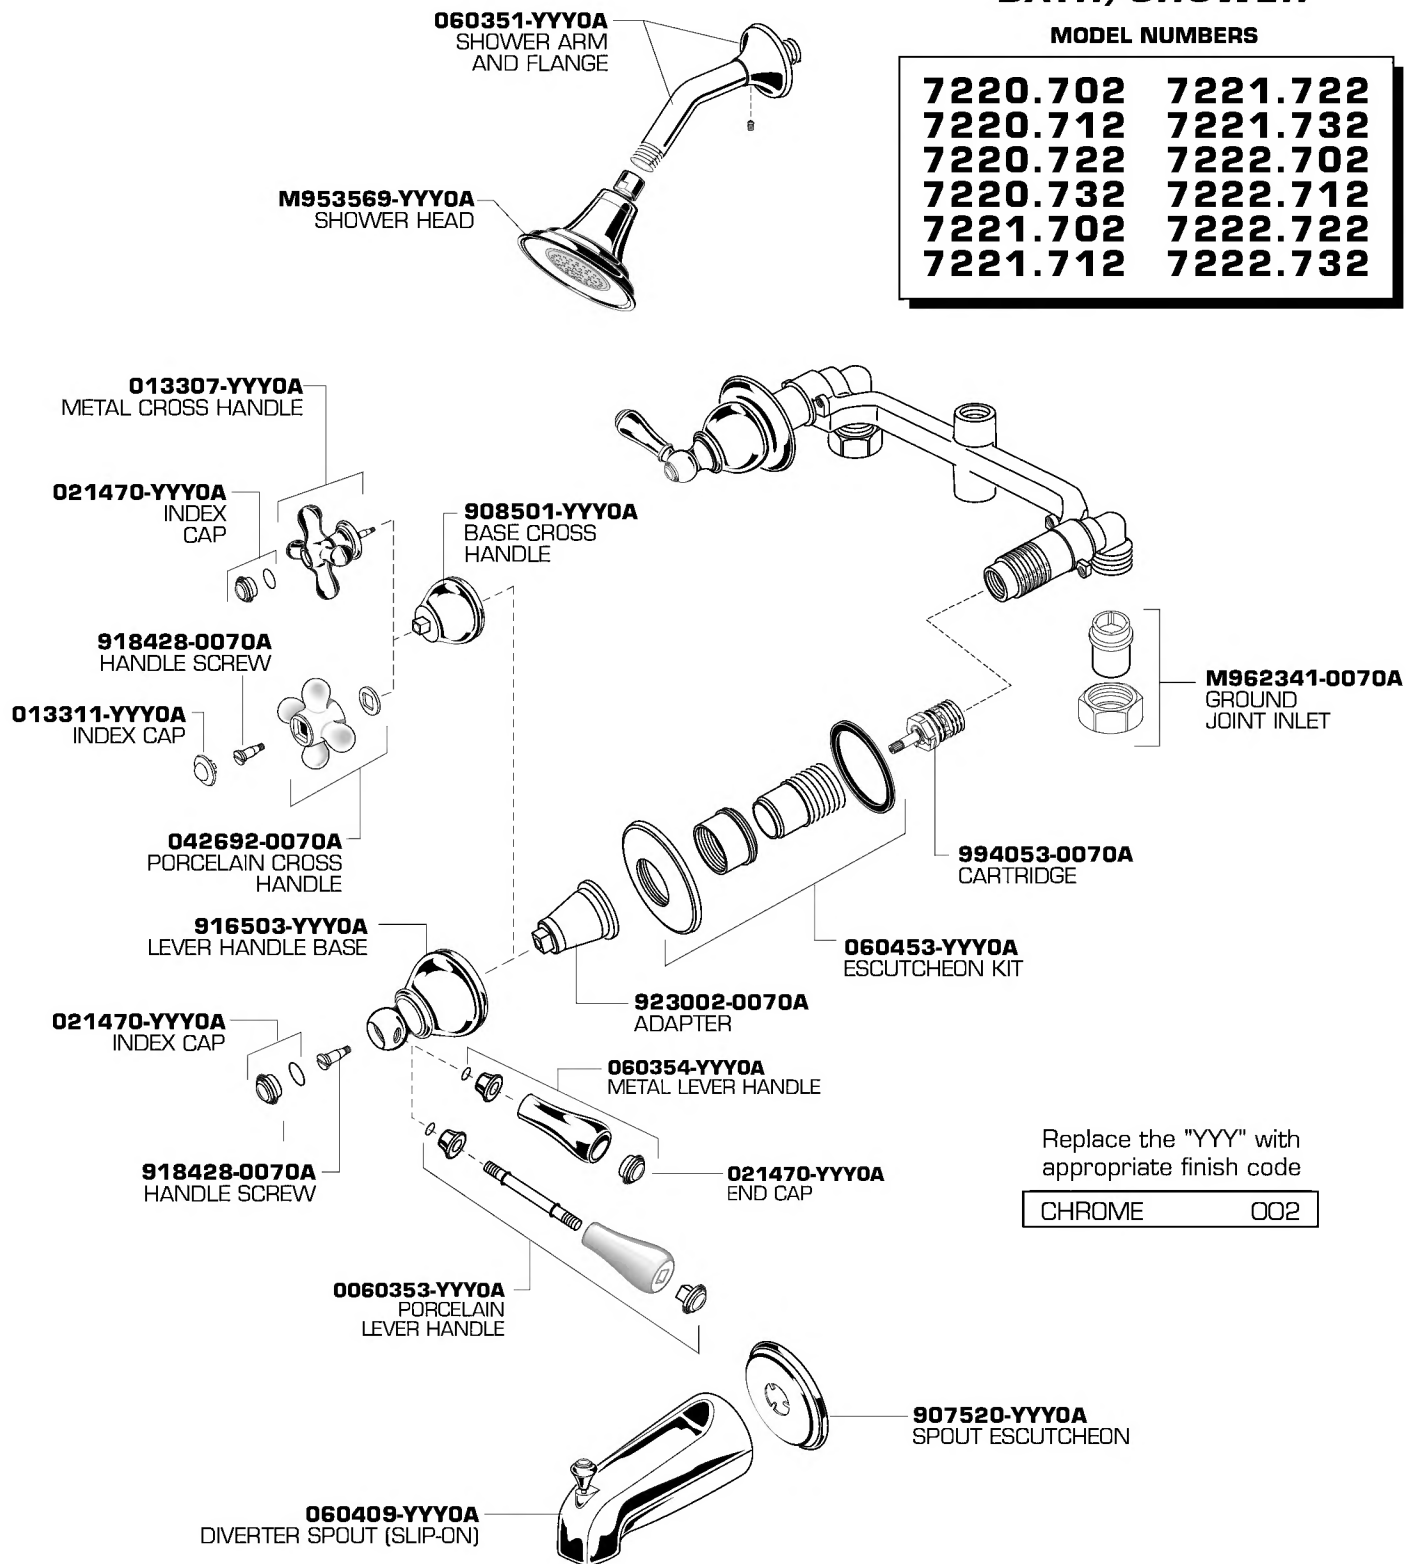 BATH/SHOWER
MODEL NUMBERS
7220.702 7221.722
7220.712 7221.732
7220.722 7222.702
7220.732 7222.712
7221.702 7222.722
7221.712 7222.732
060351-YYY0A
SHOWER ARM
AND FLANGE
M953569-YYY0A
SHOWER HEAD
013307-YYY0A
METAL CROSS HANDLE
021470-YYY0A
INDEX
CAP
908501-YYY0A
BASE CROSS
HANDLE
918428-0070A
HANDLE SCREW
013311-YYY0A
INDEX CAP
M962341-0070A
GROUND
JOINT INLET
042692-0070A
PORCELAIN CROSS
HANDLE
994053-0070A
CARTRIDGE
916503-YYY0A
LEVER HANDLE BASE
060453-YYY0A
ESCUTCHEON KIT
923002-0070A
ADAPTER
021470-YYY0A
INDEX CAP
060354-YYY0A
METAL LEVER HANDLE
918428-0070A
HANDLE SCREW
021470-YYY0A
END CAP
Replace the "YYY" with
appropriate finish code
CHROME 002
0060353-YYY0A
PORCELAIN
LEVER HANDLE
907520-YYY0A
SPOUT ESCUTCHEON
060409-YYY0A
DIVERTER SPOUT (SLIP-ON)